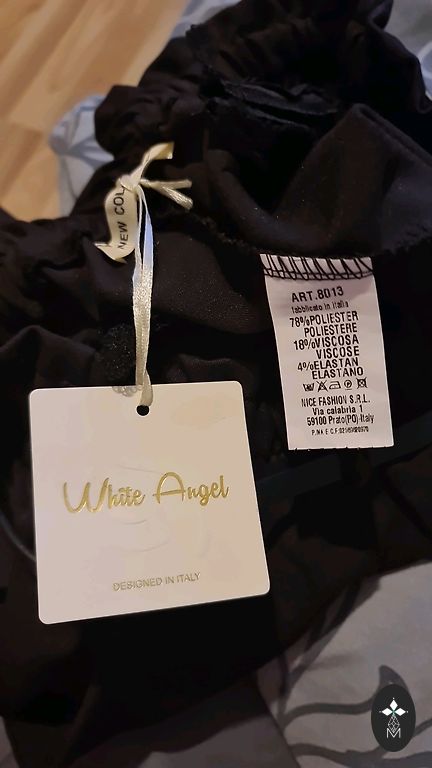 NEW COL
White Angel
DESIGNED IN ITALY
ART.8013
fabblicato in Italia
78%POLIESTER
POLIESTERE
18%VISCOSA
VISCOSE
4%ELASTAN
ELASTANO
NICE FASHION S.R.L.
Via calabria 1
59100 Prato(PO)-Italy
M